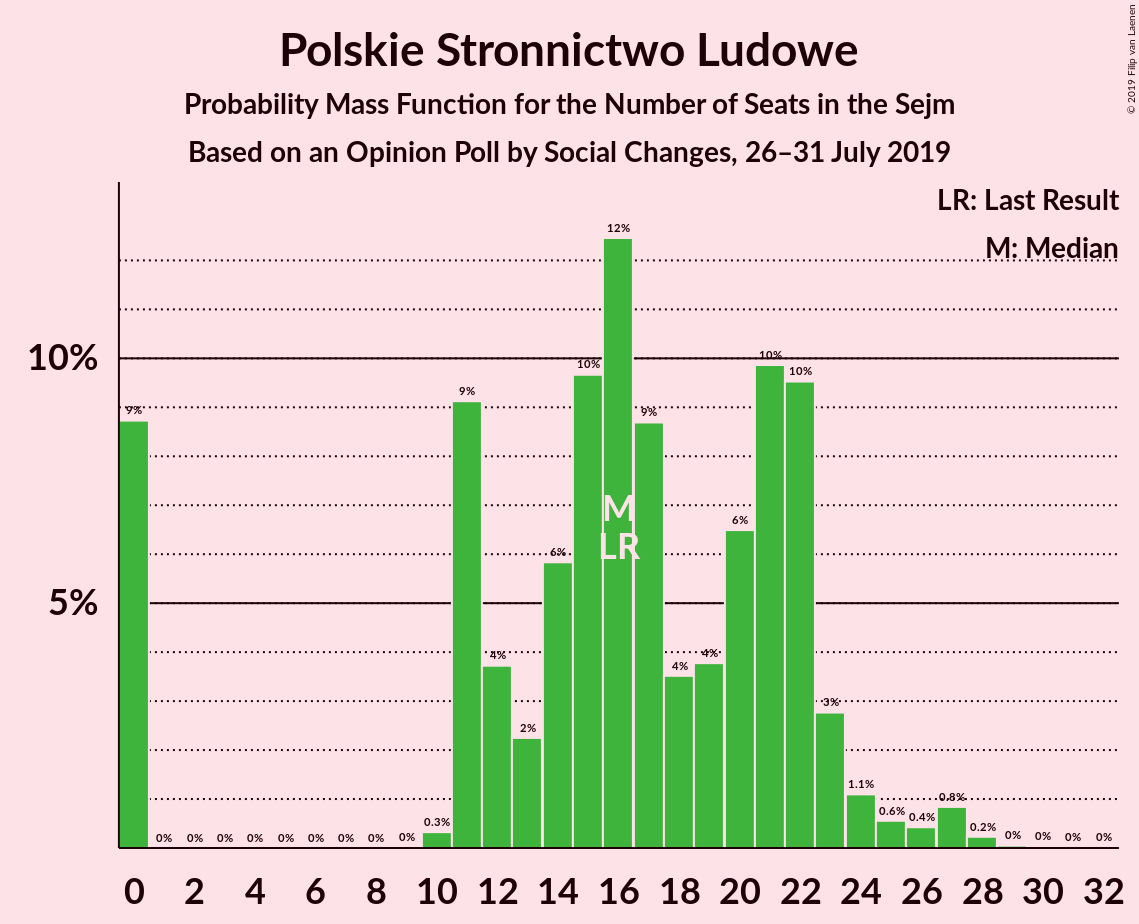 Polskie Stronnictwo Ludowe
Probability Mass Function for the Number of Seats in the Sejm
Based on an Opinion Poll by Social Changes, 26–31 July 2019
© 2019 Filip van Laenen
LR: Last Result
M: Median
10%
5%
9% 0% 0% 0% 0% 0% 0% 0% 0% 0% 0.3% 9% 4% 2% 6% 10% 12% 9% 4% 4% 6% 10% 10% 3% 1.1% 0.6% 0.4% 0.8% 0.2% 0% 0% 0% 0%
M
LR
0 2 4 6 8 10 12 14 16 18 20 22 24 26 28 30 32